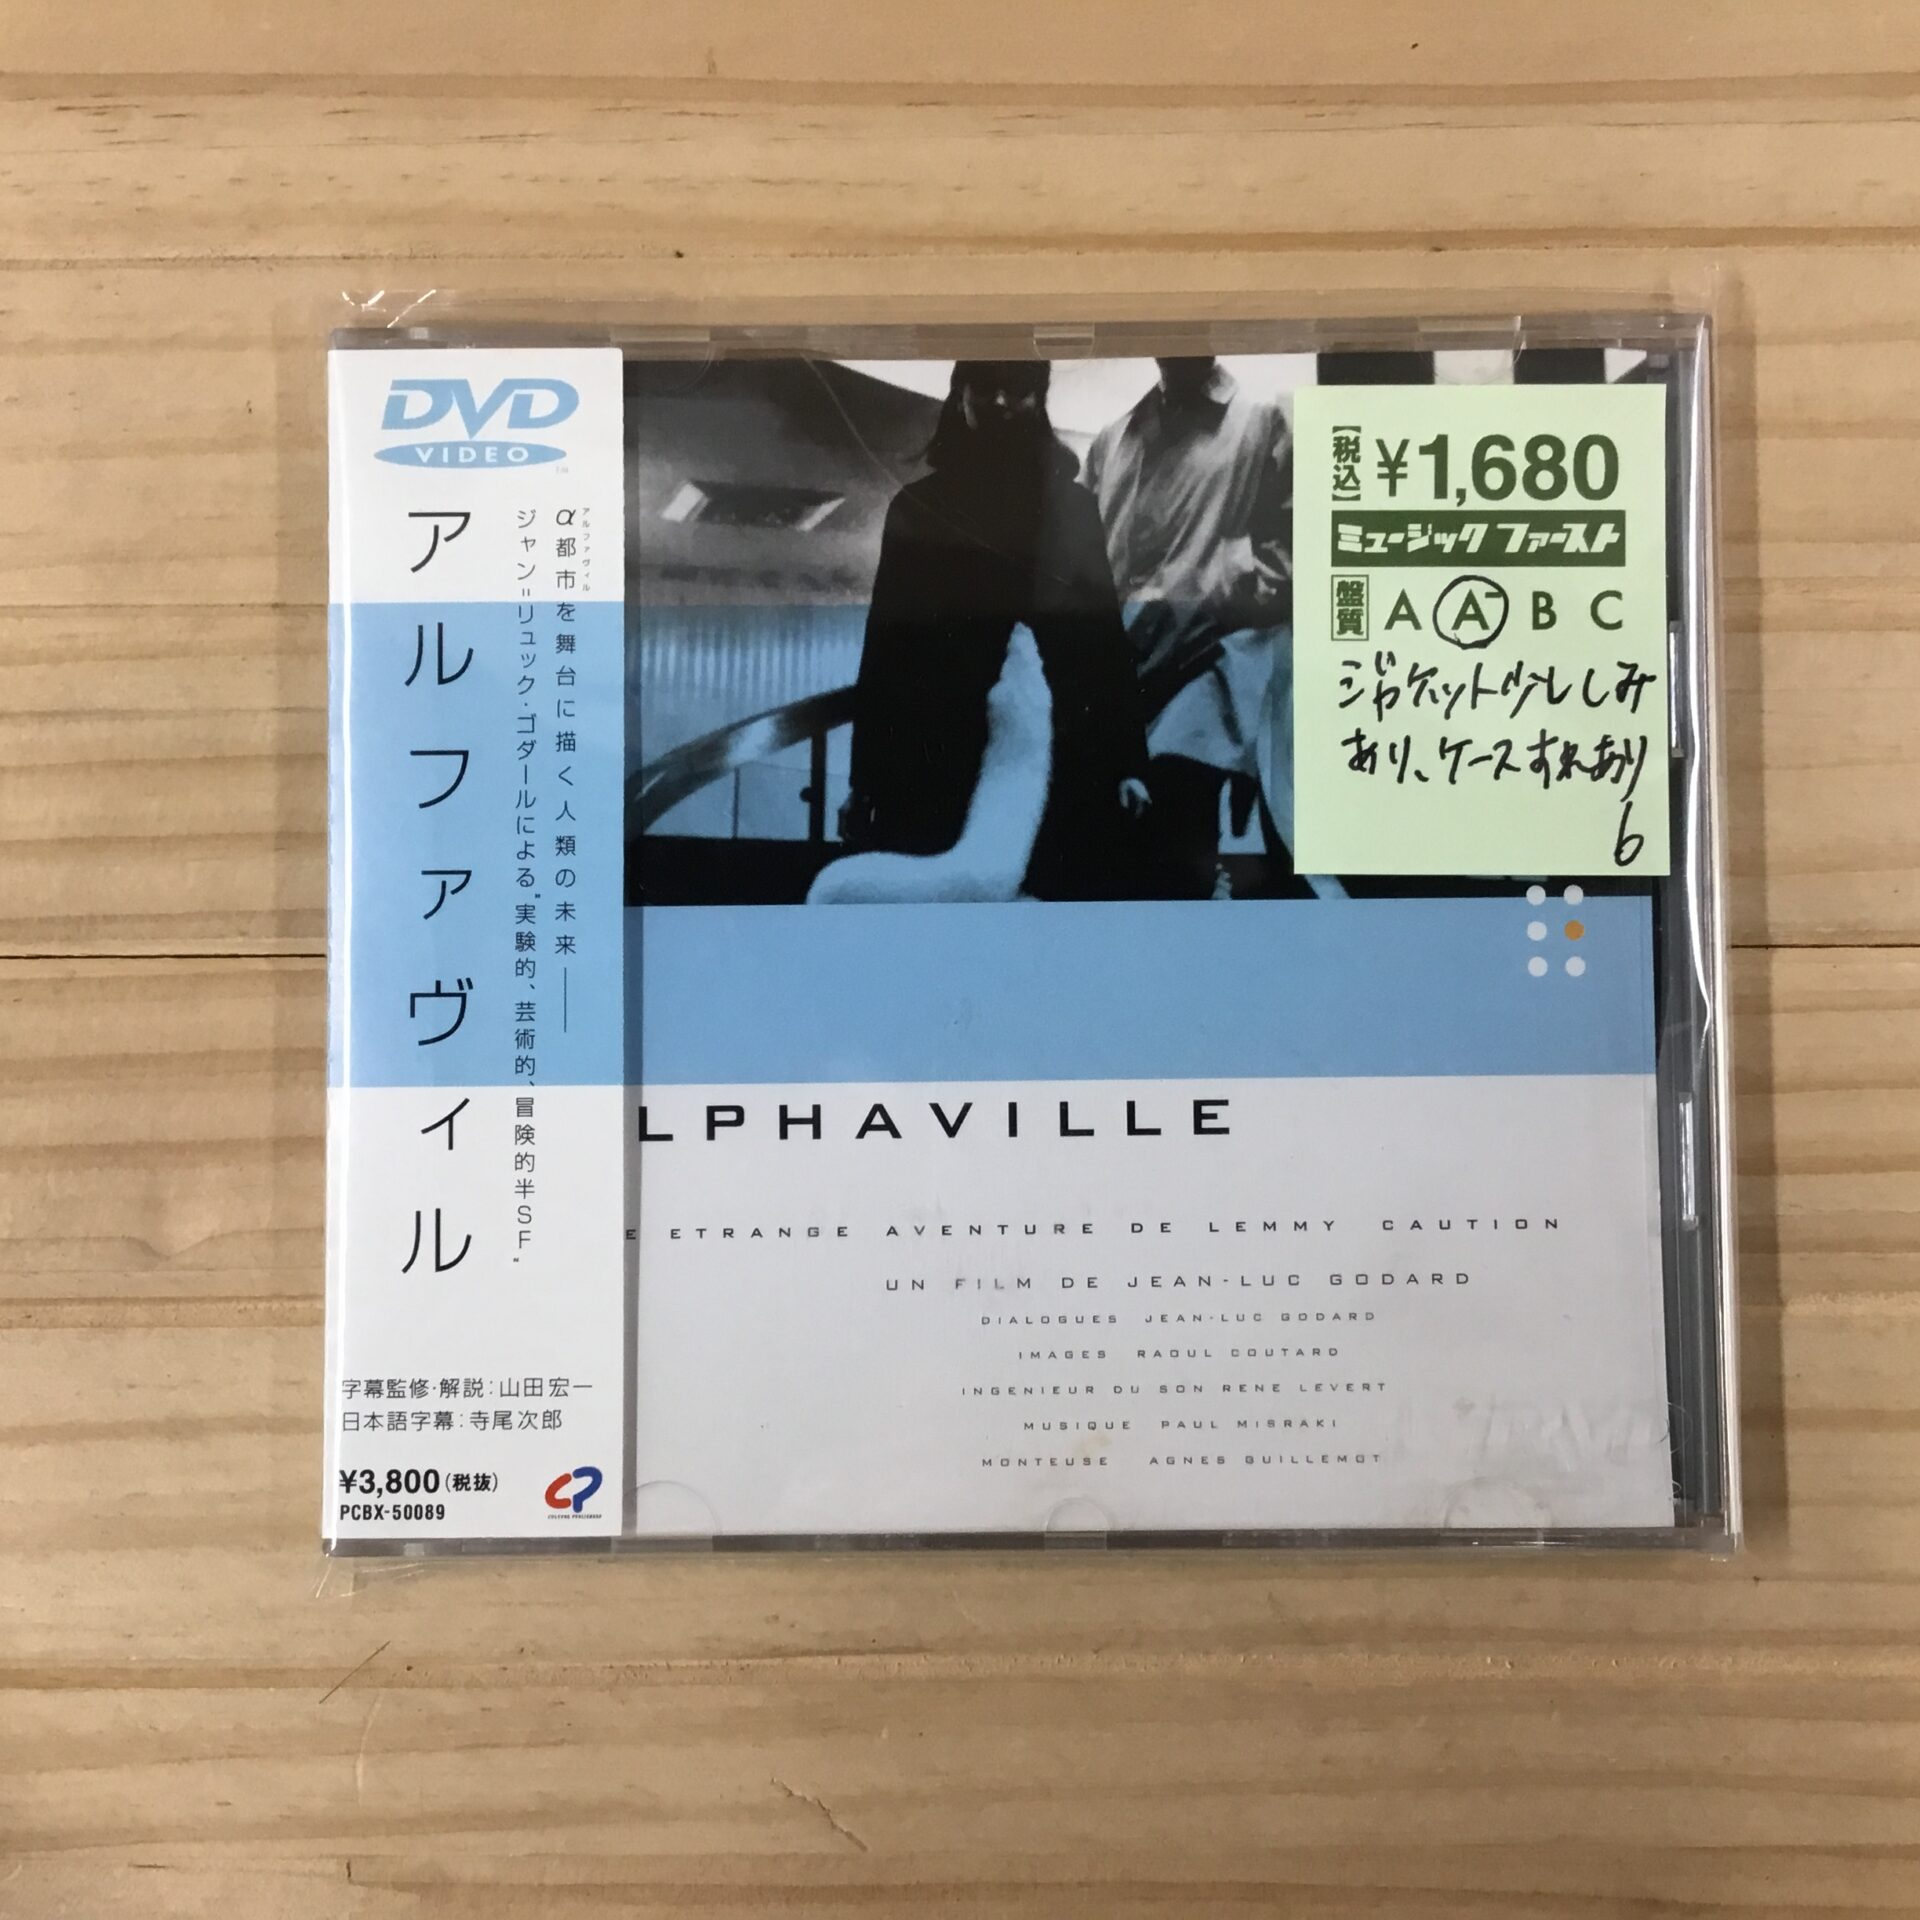 DVD
VIDEO
アルファヴィル
アルファヴィル
α都市を舞台に描く人類の未来――
ジャン=リュック・ゴダールによる“実験的、芸術的、冒険的半SF”
字幕監修・解説:山田宏一
日本語字幕:寺尾次郎
¥3,800(税抜)
PCBX-50089
CP
CULTURE PUBLISHERS
【税込】¥1,680
ミュージック ファースト
盤質 A A⁻ B C
ジャケット少ししみ
あり、ケースすれあり
6
LPHAVILLE
E ETRANGE AVENTURE DE LEMMY CAUTION
UN FILM DE JEAN-LUC GODARD
DIALOGUES JEAN-LUC GODARD
IMAGES RAOUL COUTARD
INGENIEUR DU SON RENE LEVERT
MUSIQUE PAUL MISRAKI
MONTEUSE AGNES GUILLEMOT